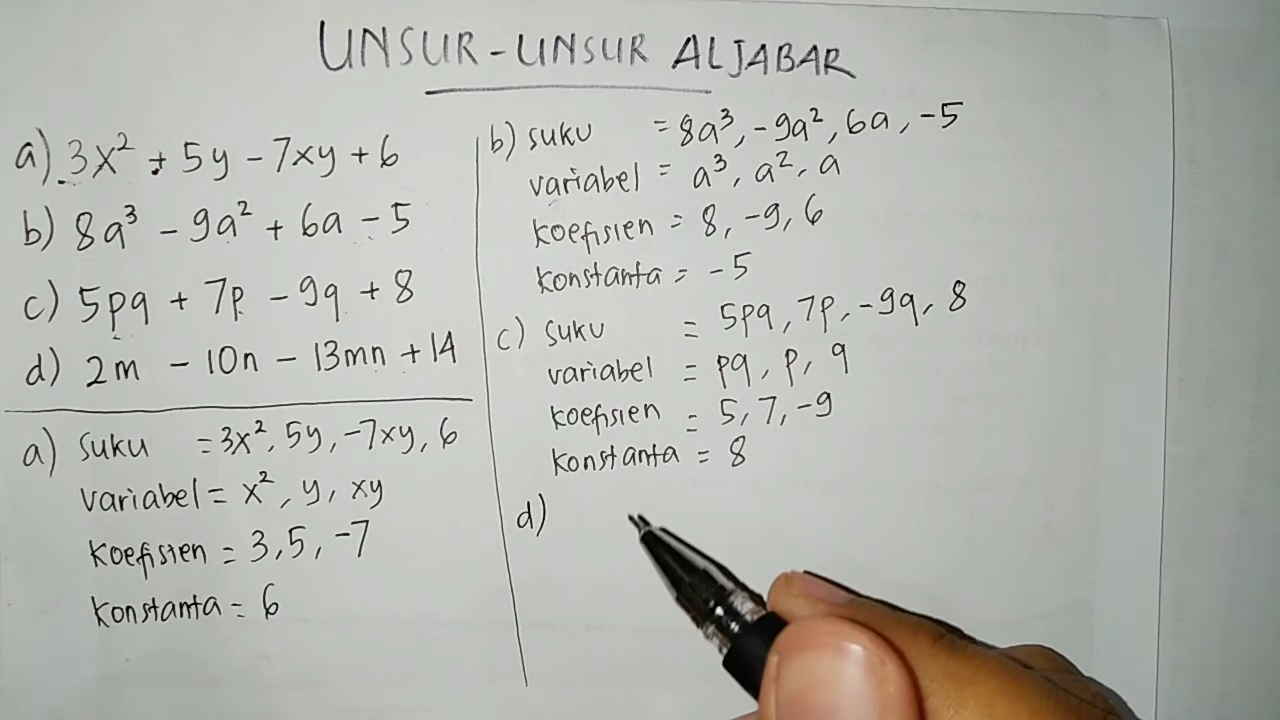 UNSUR-UNSUR ALJABAR
a) 3x² + 5y - 7xy + 6
b) 8a³ - 9a² + 6a - 5
c) 5pq + 7p - 9q + 8
d) 2m - 10n - 13mn + 14
a) suku = 3x², 5y, -7xy, 6
variabel = x², y, xy
koefisien = 3, 5, -7
konstanta = 6
b) suku = 8a³, -9a², 6a, -5
variabel = a³, a², a
koefisien = 8, -9, 6
konstanta = -5
c) suku = 5pq, 7p, -9q, 8
variabel = pq, p, q
koefisien = 5, 7, -9
konstanta = 8
d)